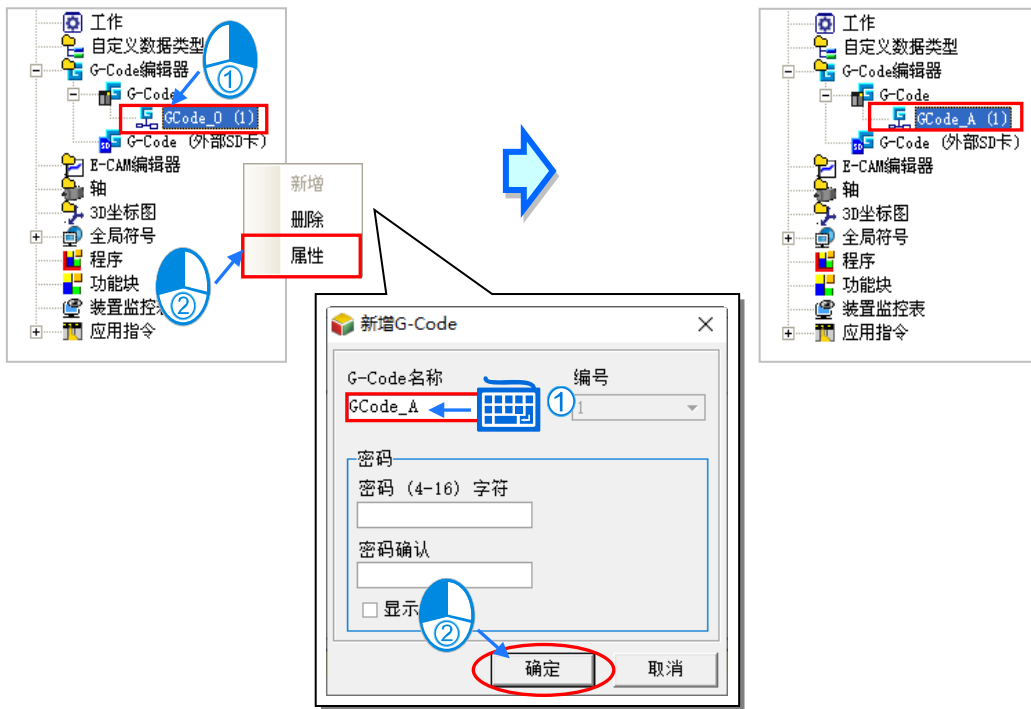 工作
自定义数据类型
G-Code编辑器
G-Code
GCode_0 (1)
G-Code (外部SD卡)
E-CAM编辑器
轴
3D坐标图
全局符号
程序
功能块
装置监控表
应用指令
①
新增
删除
属性
②
新增G-Code
G-Code名称
编号
GCode_A
①
1
密码
密码 (4-16) 字符
密码确认
显示
②
确定
取消
工作
自定义数据类型
G-Code编辑器
G-Code
GCode_A (1)
G-Code (外部SD卡)
E-CAM编辑器
轴
3D坐标图
全局符号
程序
功能块
装置监控表
应用指令